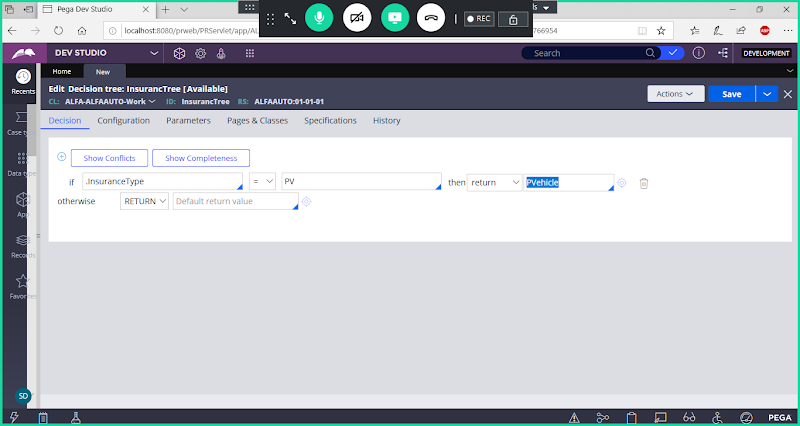 Pega Dev Studio
localhost:8080/prweb/PRServlet/app/AL
766954
REC
ABP
DEV STUDIO
Search
DEVELOPMENT
Home
New
Recents
Edit Decision tree: InsurancTree [Available]
CL: ALFA-ALFAAUTO-Work
ID: InsurancTree
RS: ALFAAUTO:01-01-01
Actions
Save
Decision
Configuration
Parameters
Pages & Classes
Specifications
History
Case ty
Data type
App
Records
Favorite
Show Conflicts
Show Completeness
if .InsuranceType = PV then return PVehicle
otherwise RETURN Default return value
SD
PEGA